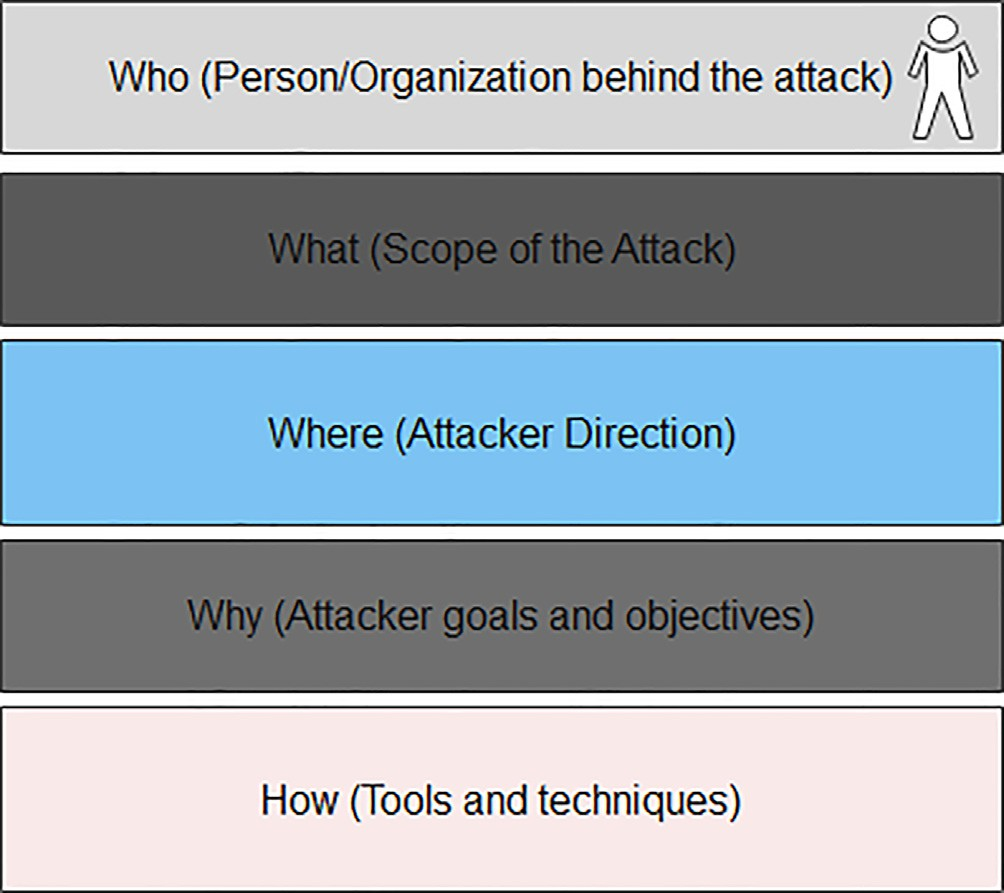 Who (Person/Organization behind the attack)
What (Scope of the Attack)
Where (Attacker Direction)
Why (Attacker goals and objectives)
How (Tools and techniques)